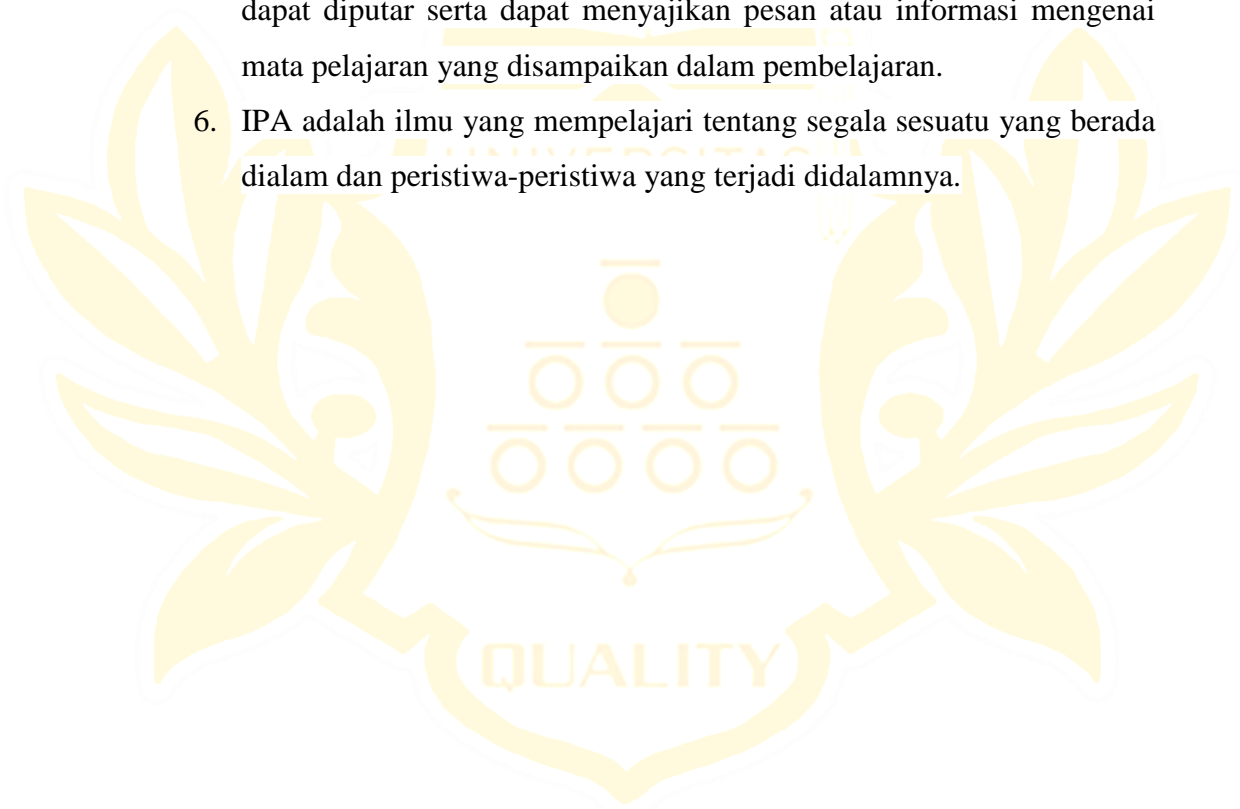 dapat diputar serta dapat menyajikan pesan atau informasi mengenai
mata pelajaran yang disampaikan dalam pembelajaran.
6. IPA adalah ilmu yang mempelajari tentang segala sesuatu yang berada
UNIVERSITAS
dialam dan peristiwa-peristiwa yang terjadi didalamnya.
QUALITY